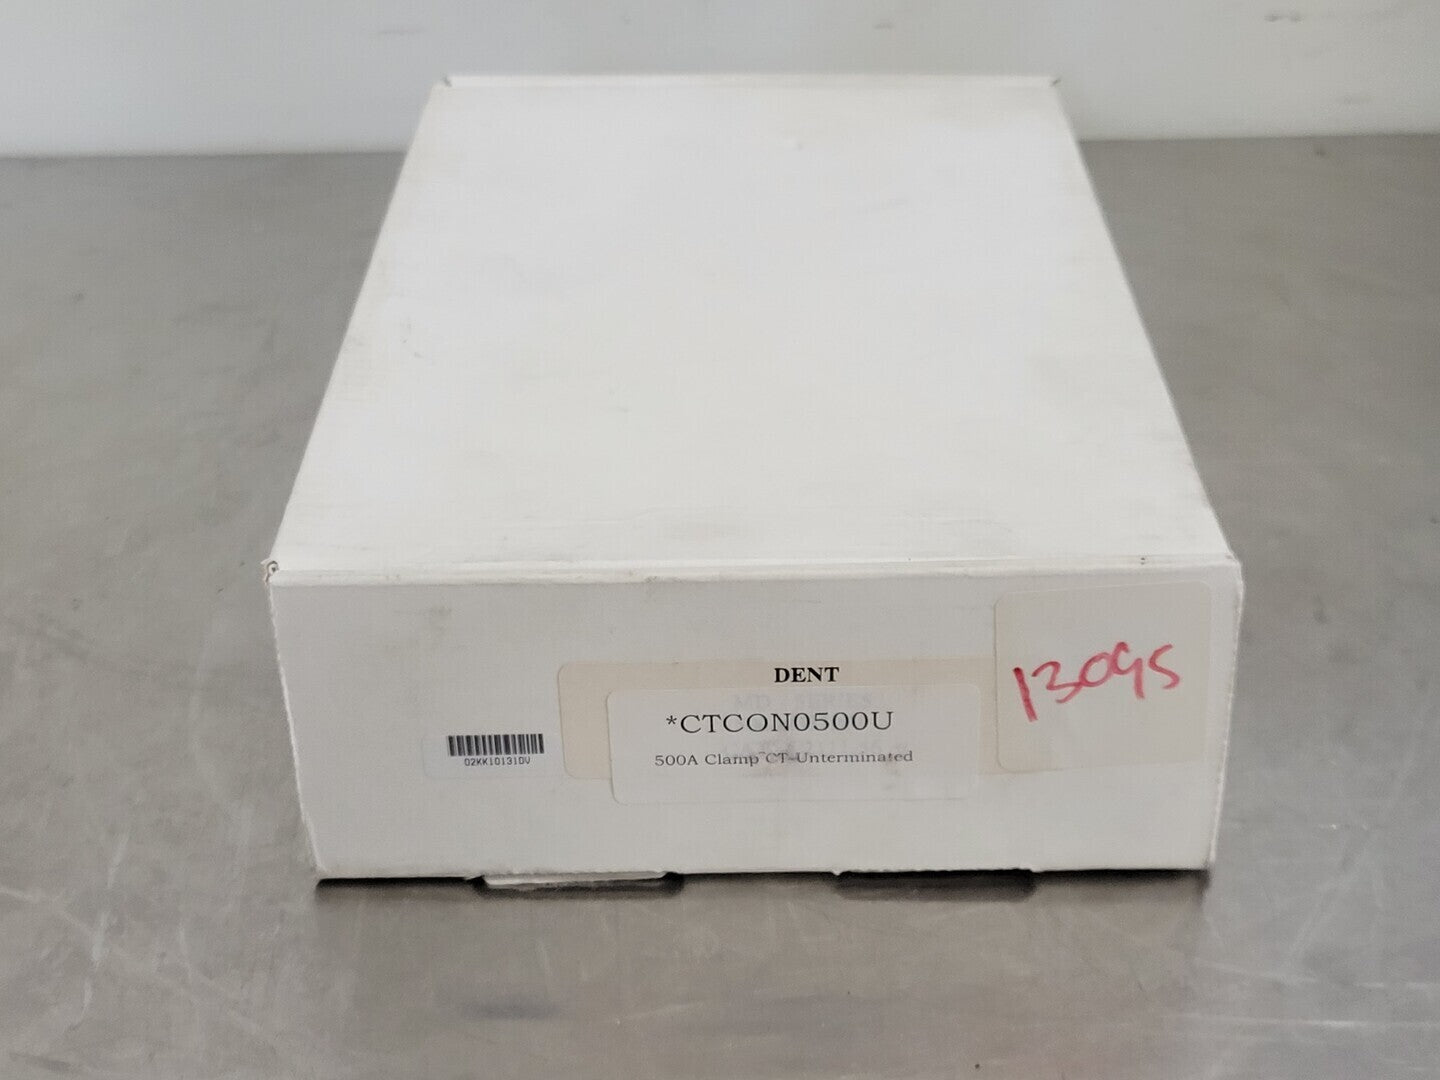 DENT
*CTCON0500U
500A Clamp CT-Unterminated
13095
02KK10131DV